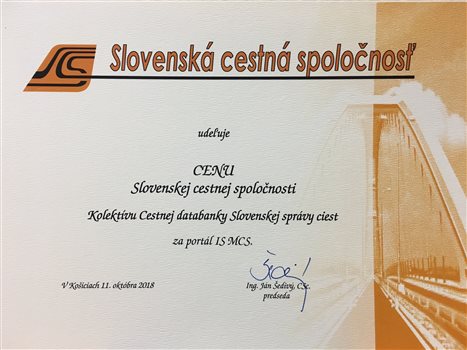 SCS Slovenská cestná spoločnosť
udeľuje
CENU
Slovenskej cestnej spoločnosti
Kolektívu Cestnej databanky Slovenskej správy ciest
za portál IS MCS.
V Košiciach 11. októbra 2018
Ing. Ján Šedivý, CSc.
predseda